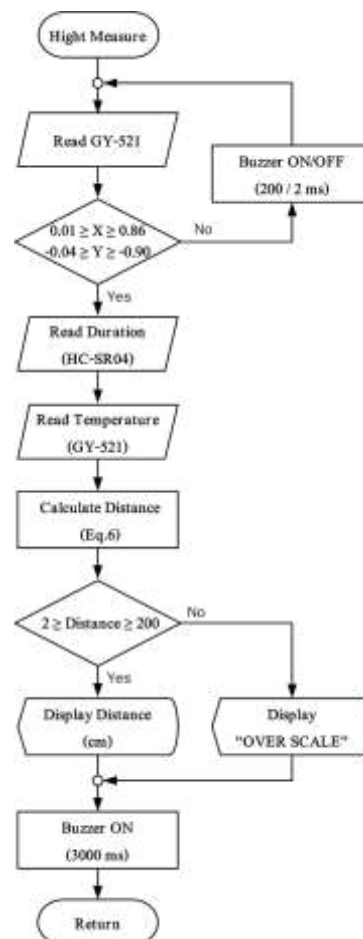 Hight Measure
Read GY-521
Buzzer ON/OFF
(200 / 2 ms)
0.01 ≥ X ≥ 0.86
-0.04 ≥ Y ≥ -0.90
No
Yes
Read Duration
(HC-SR04)
Read Temperature
(GY-521)
Calculate Distance
(Eq.6)
2 ≥ Distance ≥ 200
No
Yes
Display Distance
(cm)
Display
"OVER SCALE"
Buzzer ON
(3000 ms)
Return